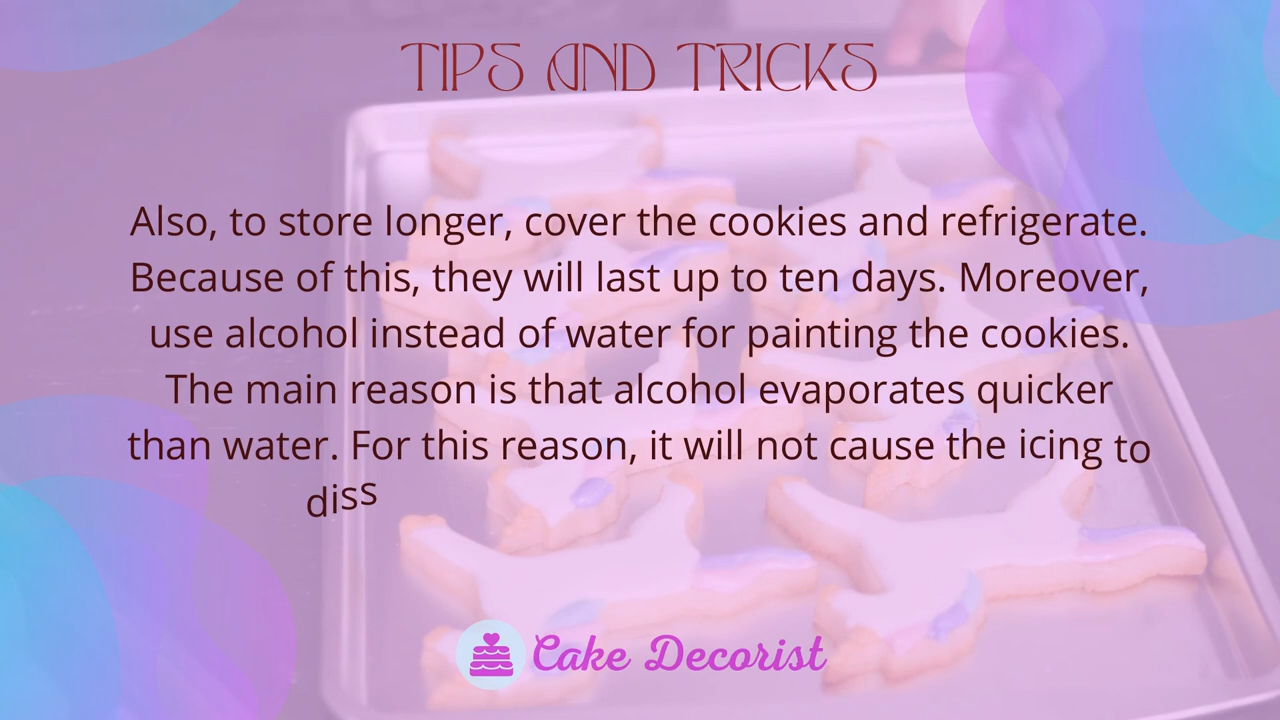 TIPS AND TRICKS
Also, to store longer, cover the cookies and refrigerate.
Because of this, they will last up to ten days. Moreover,
use alcohol instead of water for painting the cookies.
The main reason is that alcohol evaporates quicker
than water. For this reason, it will not cause the icing to
diss
Cake Decorist